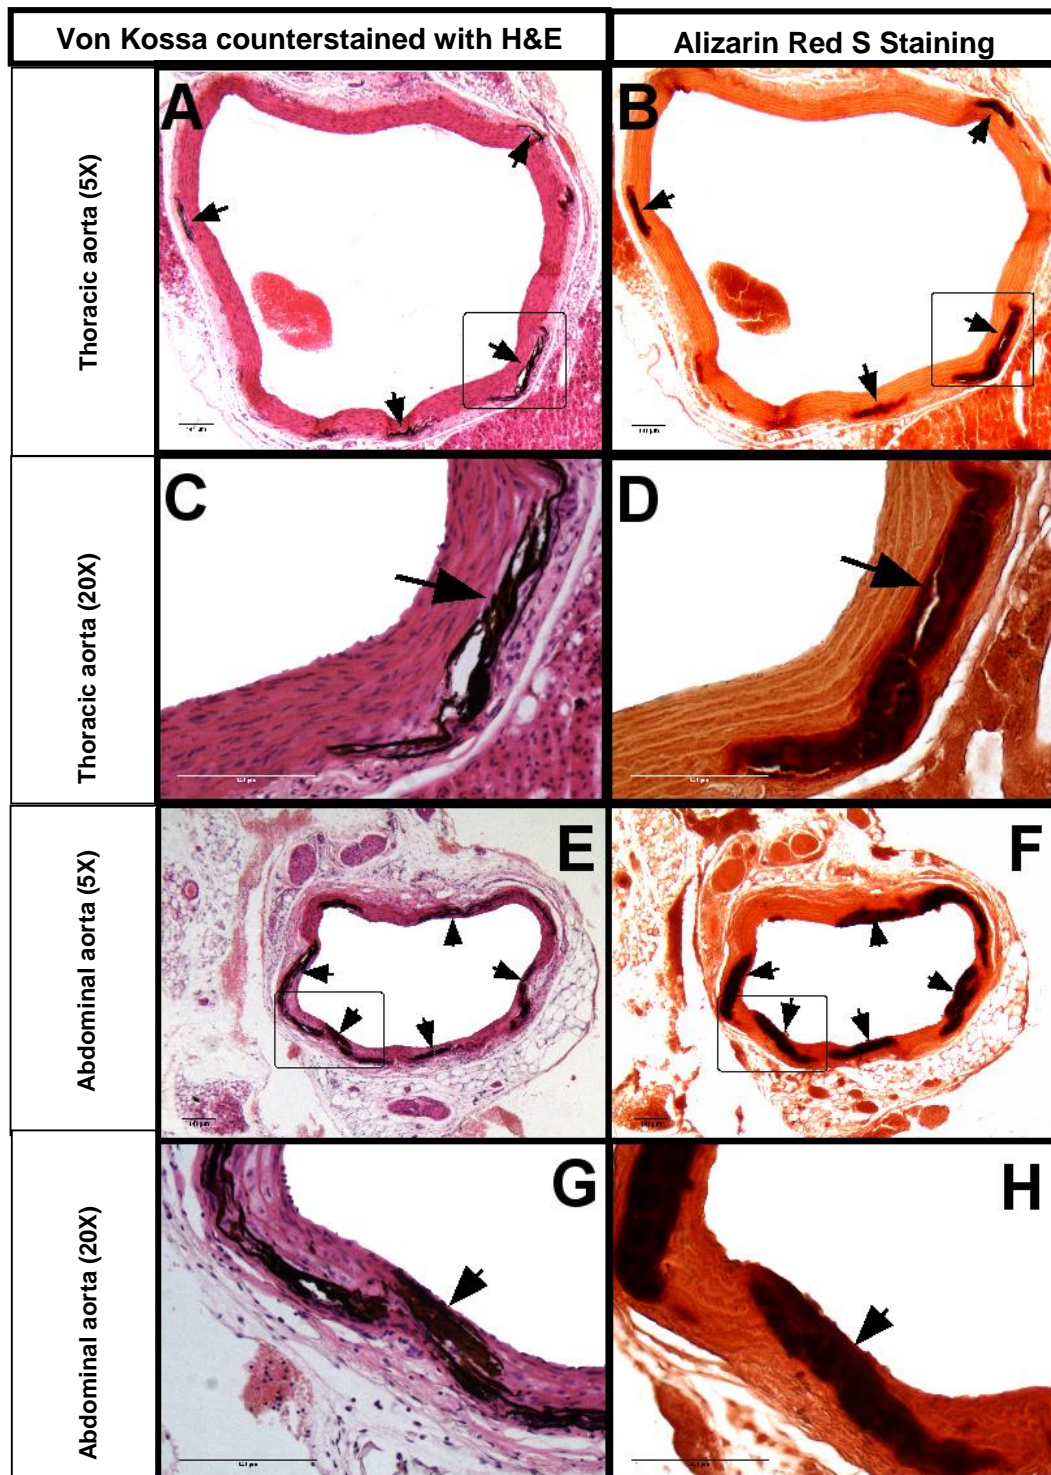 Von Kossa counterstained with H&E
Alizarin Red S Staining
Thoracic aorta (5X)
A
B
Thoracic aorta (20X)
C
D
Abdominal aorta (5X)
E
F
Abdominal aorta (20X)
G
H